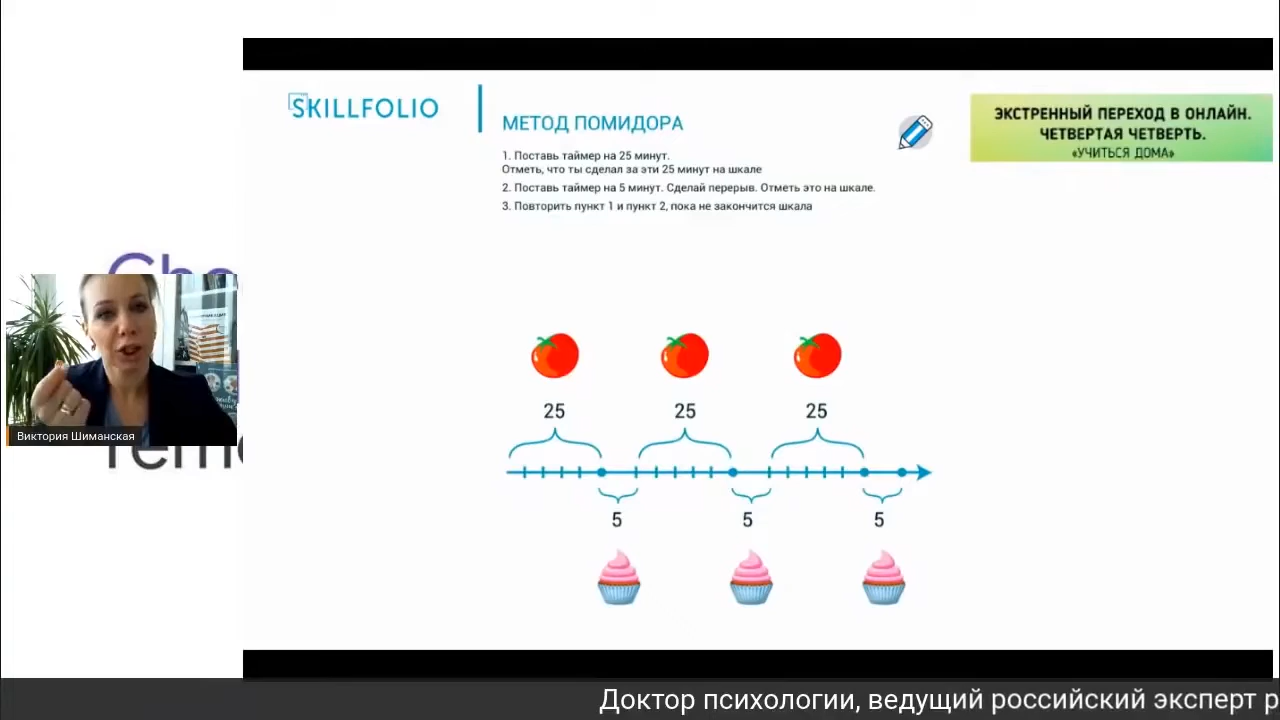 SKILLFOLIO
МЕТОД ПОМИДОРА
1. Поставь таймер на 25 минут.
Отметь, что ты сделал за эти 25 минут на шкале
2. Поставь таймер на 5 минут. Сделай перерыв. Отметь это на шкале.
3. Повторить пункт 1 и пункт 2, пока не закончится шкала
ЭКСТРЕННЫЙ ПЕРЕХОД В ОНЛАЙН.
ЧЕТВЕРТАЯ ЧЕТВЕРТЬ.
«УЧИТЬСЯ ДОМА»
25 25 25
5 5 5
Виктория Шиманская
Доктор психологии, ведущий российский эксперт р